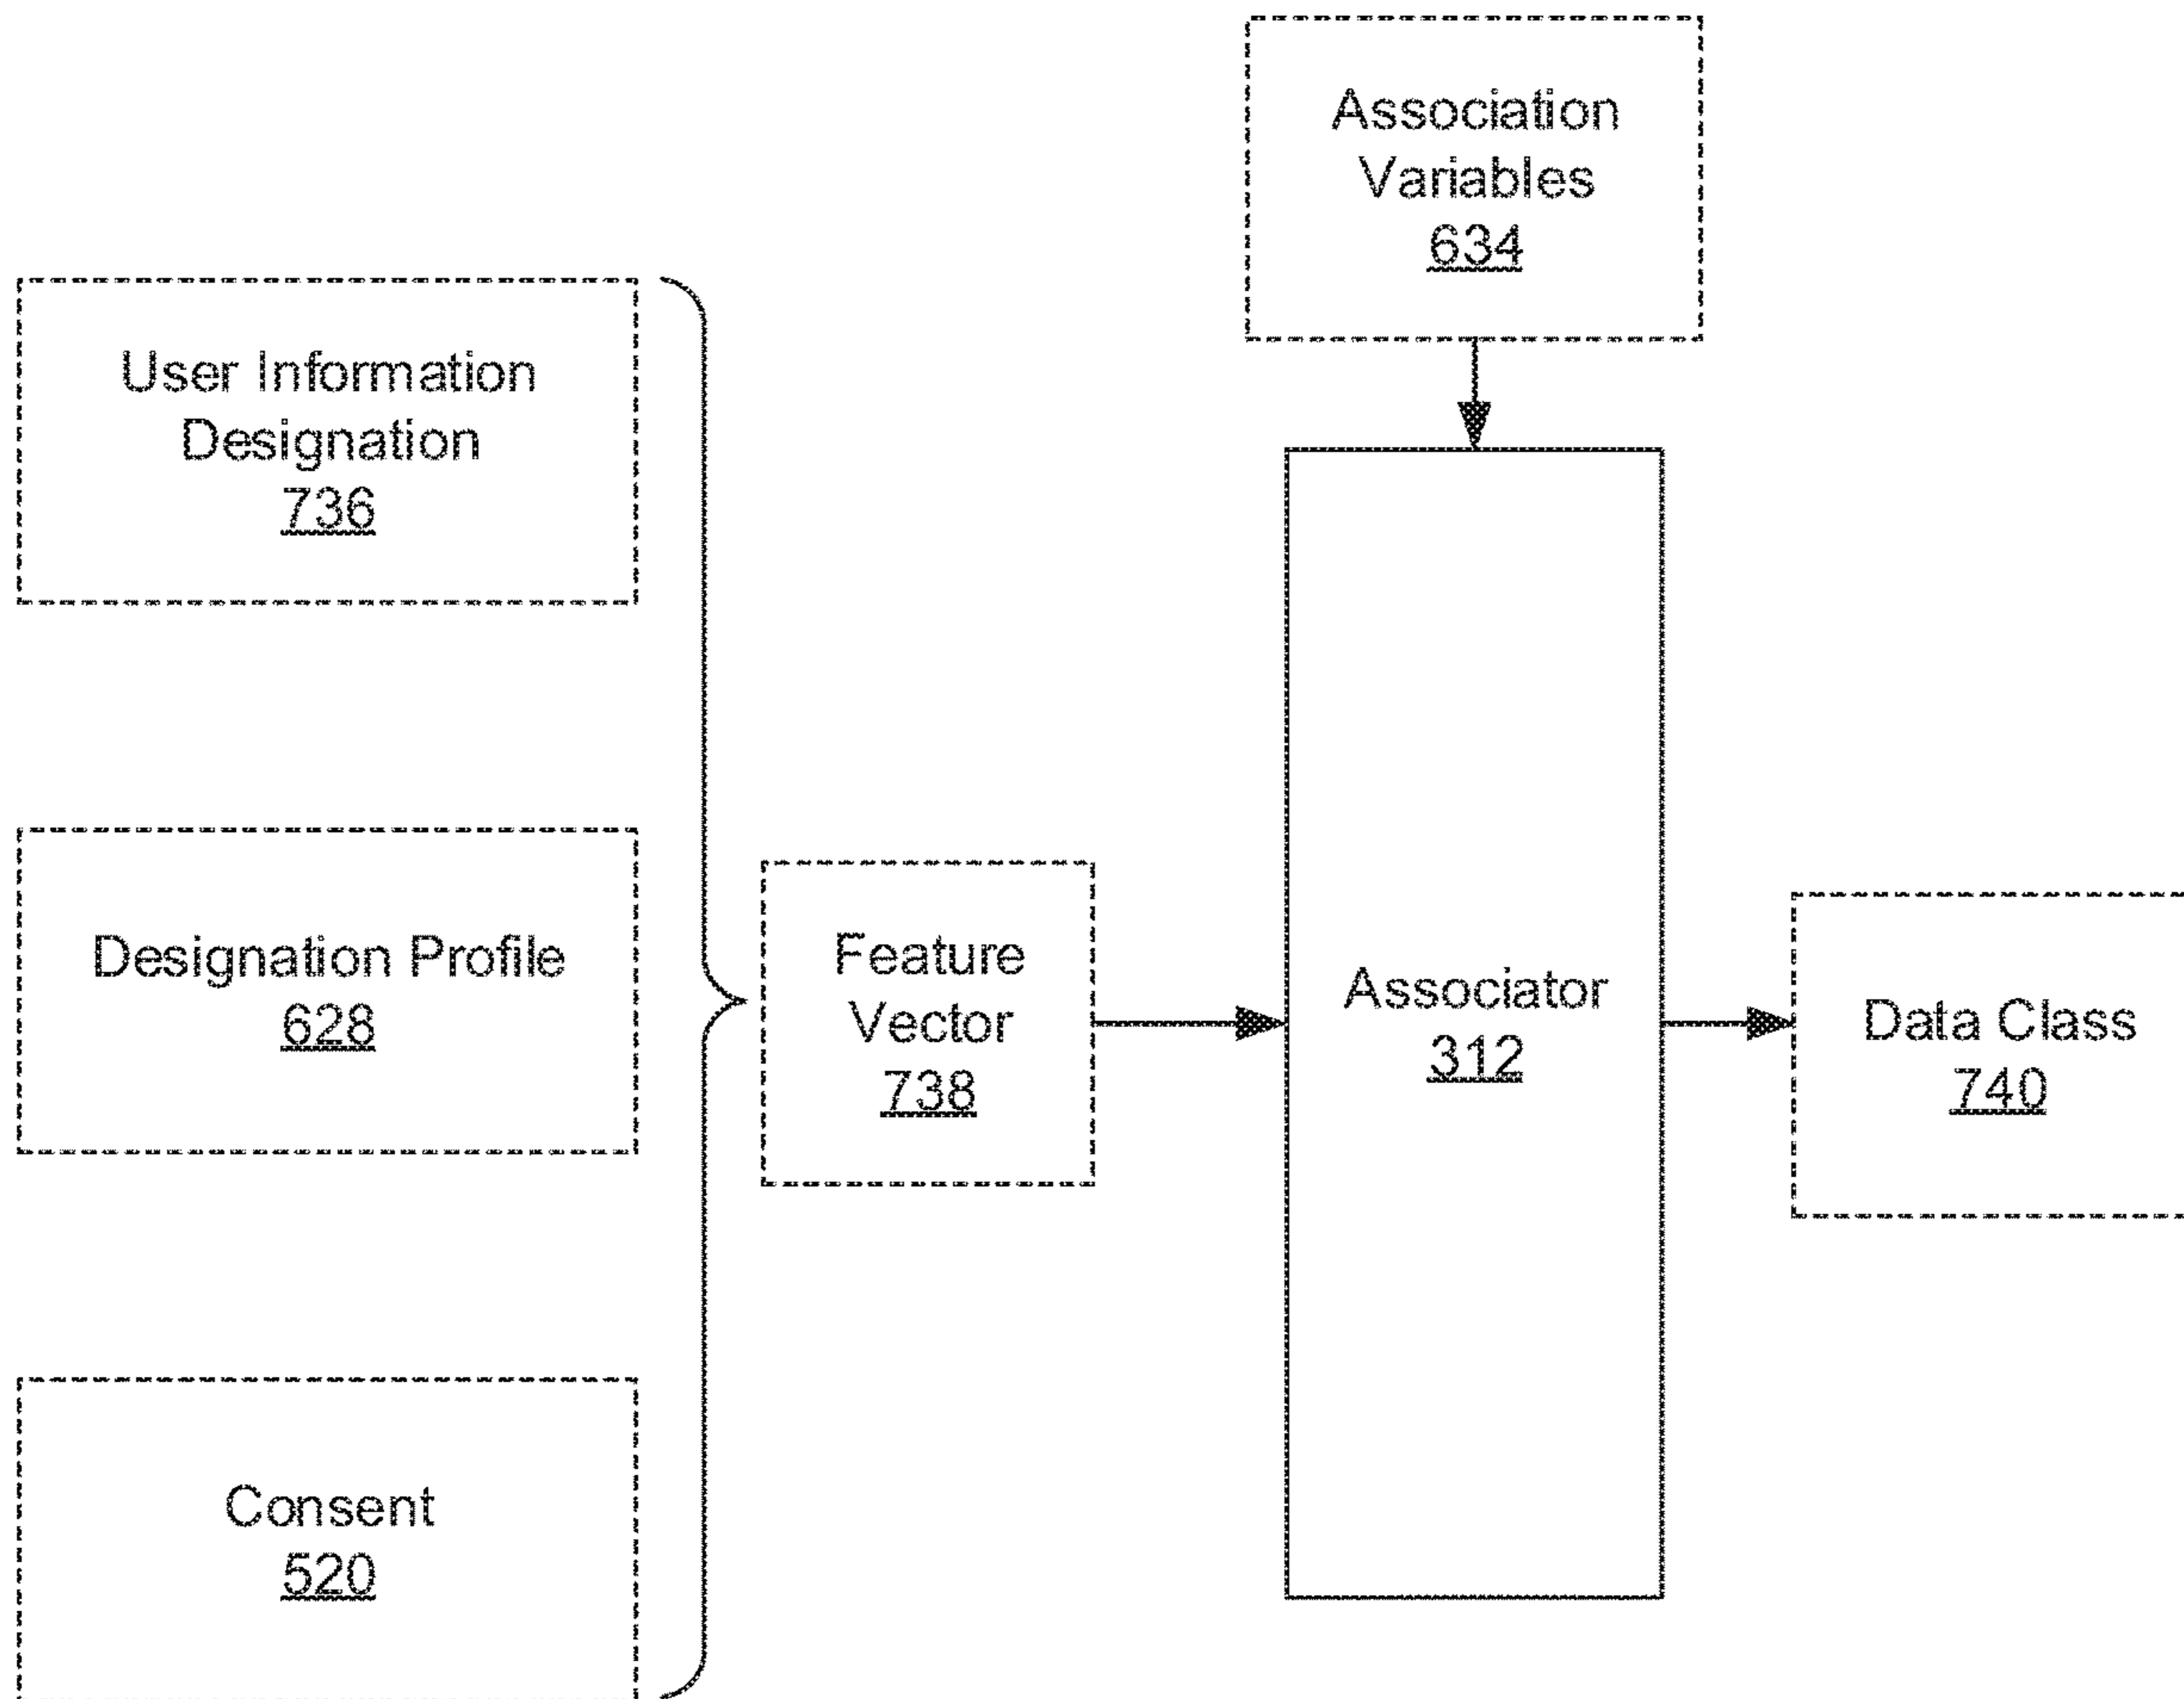 Association
Variables
634
User Information
Designation
736
Designation Profile
628
Feature
Vector
738
Associator
312
Data Class
740
Consent
520